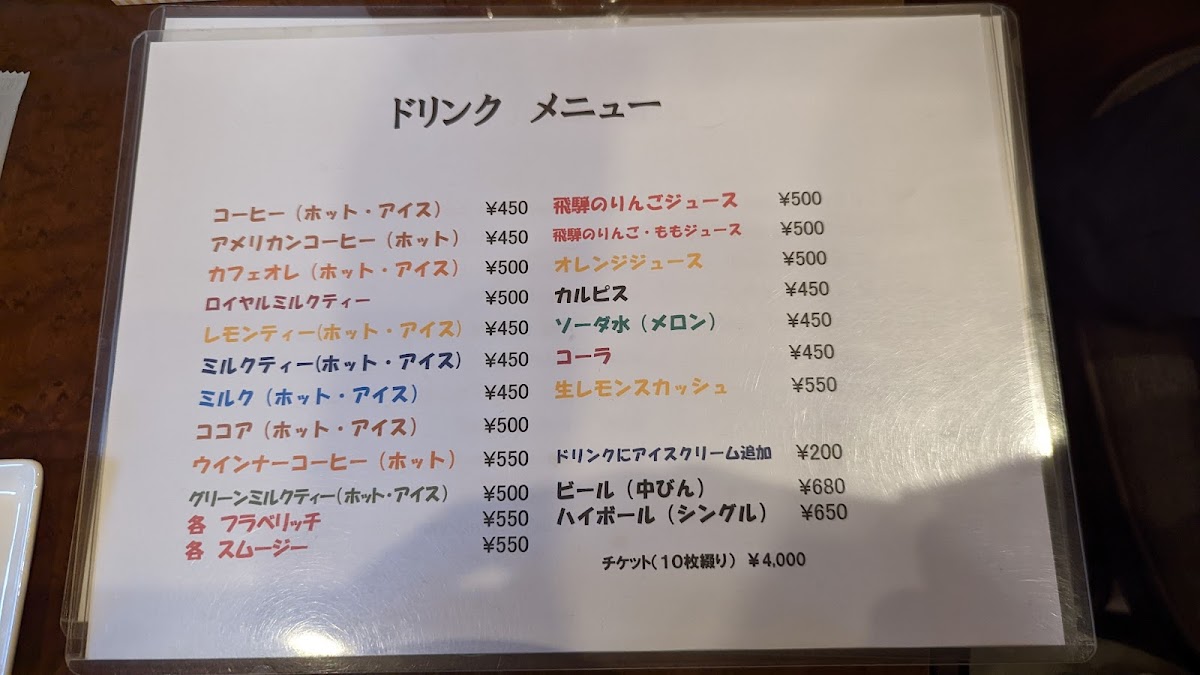 ドリンク メニュー
コーヒー（ホット・アイス） ¥450
アメリカンコーヒー（ホット） ¥450
カフェオレ（ホット・アイス） ¥500
ロイヤルミルクティー ¥500
レモンティー(ホット・アイス) ¥450
ミルクティー(ホット・アイス) ¥450
ミルク（ホット・アイス） ¥450
ココア（ホット・アイス） ¥500
ウインナーコーヒー（ホット） ¥550
グリーンミルクティー(ホット・アイス) ¥500
各 フラベリッチ ¥550
各 スムージー ¥550
飛騨のりんごジュース ¥500
飛騨のりんご・ももジュース ¥500
オレンジジュース ¥500
カルピス ¥450
ソーダ水（メロン） ¥450
コーラ ¥450
生レモンスカッシュ ¥550
ドリンクにアイスクリーム追加 ¥200
ビール（中びん） ¥680
ハイボール（シングル） ¥650
チケット(10枚綴り) ¥4,000